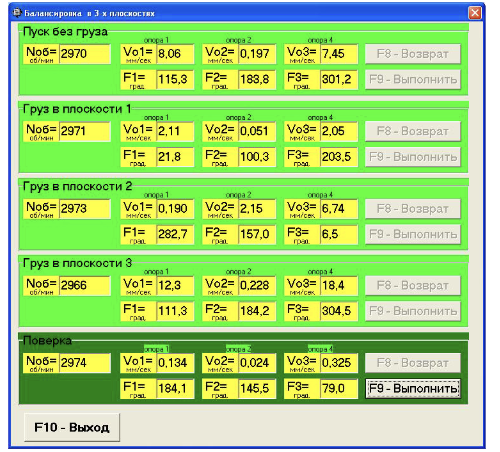 Балансировка в 3 х плоскостях
Пуск без груза
опора 1 опора 2 опора 4
Nоб= 2970 Vo1= 8,06 Vo2= 0,197 Vo3= 7,45 F8 - Возврат
об/мин мм/сек мм/сек мм/сек
F1= 115,3 F2= 183,8 F3= 301,2 F9 - Выполнить
град. град. град.
Груз в плоскости 1
опора 1 опора 2 опора 4
Nоб= 2971 Vo1= 2,11 Vo2= 0,051 Vo3= 2,05 F8 - Возврат
об/мин мм/сек мм/сек мм/сек
F1= 21,8 F2= 100,3 F3= 203,5 F9 - Выполнить
град. град. град.
Груз в плоскости 2
опора 1 опора 2 опора 4
Nоб= 2973 Vo1= 0,190 Vo2= 2,15 Vo3= 6,74 F8 - Возврат
об/мин мм/сек мм/сек мм/сек
F1= 282,7 F2= 157,0 F3= 6,5 F9 - Выполнить
град. град. град.
Груз в плоскости 3
опора 1 опора 2 опора 4
Nоб= 2966 Vo1= 12,3 Vo2= 0,228 Vo3= 18,4 F8 - Возврат
об/мин мм/сек мм/сек мм/сек
F1= 111,3 F2= 184,2 F3= 304,5 F9 - Выполнить
град. град. град.
Поверка
опора 1 опора 2 опора 4
Nоб= 2974 Vo1= 0,134 Vo2= 0,024 Vo3= 0,325 F8 - Возврат
об/мин мм/сек мм/сек мм/сек
F1= 184,1 F2= 145,5 F3= 79,0 F9 - Выполнить
град. град. град.
F10 - Выход